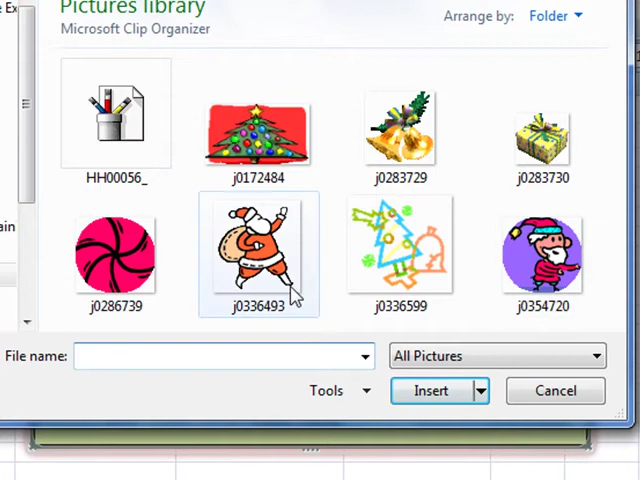 Pictures library
Arrange by: Folder
Microsoft Clip Organizer
HH00056_
j0172484
j0283729
j0283730
j0286739
j0336493
j0336599
j0354720
File name:
All Pictures
Tools
Insert
Cancel